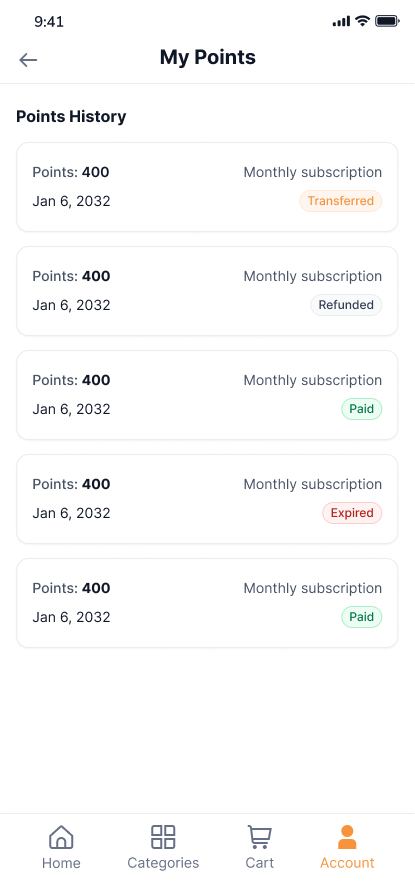 9:41
My Points
Points History
Points: 400 Monthly subscription
Jan 6, 2032 Transferred
Points: 400 Monthly subscription
Jan 6, 2032 Refunded
Points: 400 Monthly subscription
Jan 6, 2032 Paid
Points: 400 Monthly subscription
Jan 6, 2032 Expired
Points: 400 Monthly subscription
Jan 6, 2032 Paid
Home Categories Cart Account